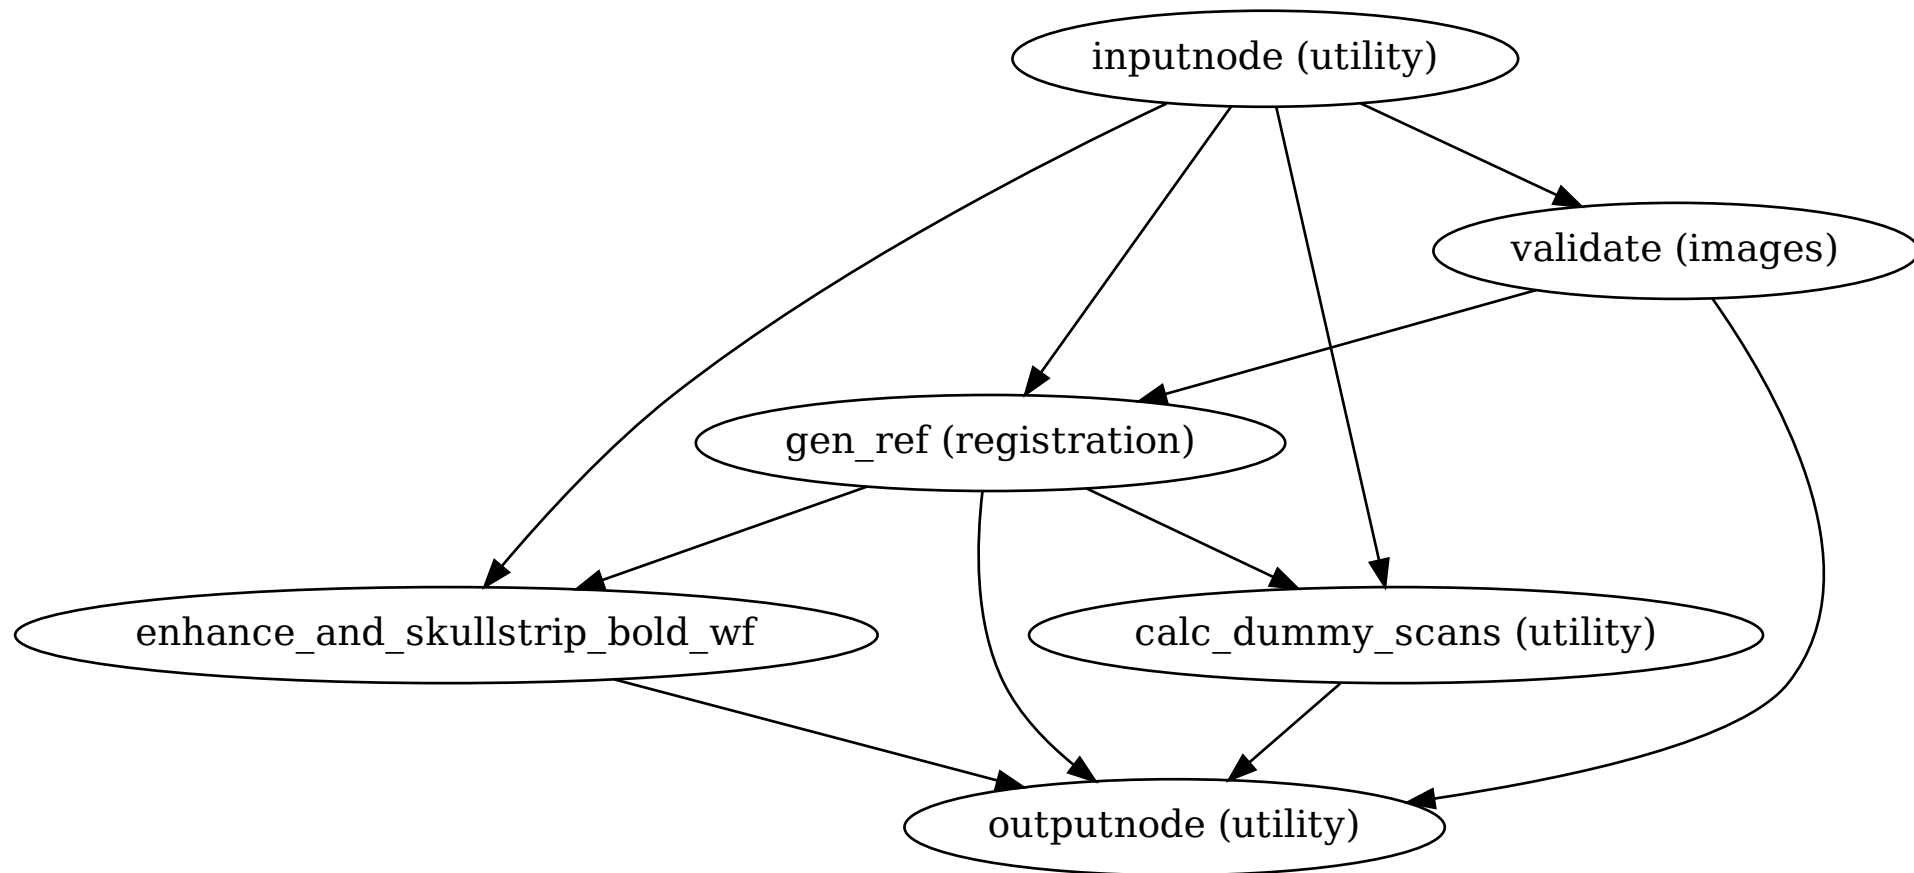 inputnode (utility)
validate (images)
gen_ref (registration)
enhance_and_skullstrip_bold_wf
calc_dummy_scans (utility)
outputnode (utility)